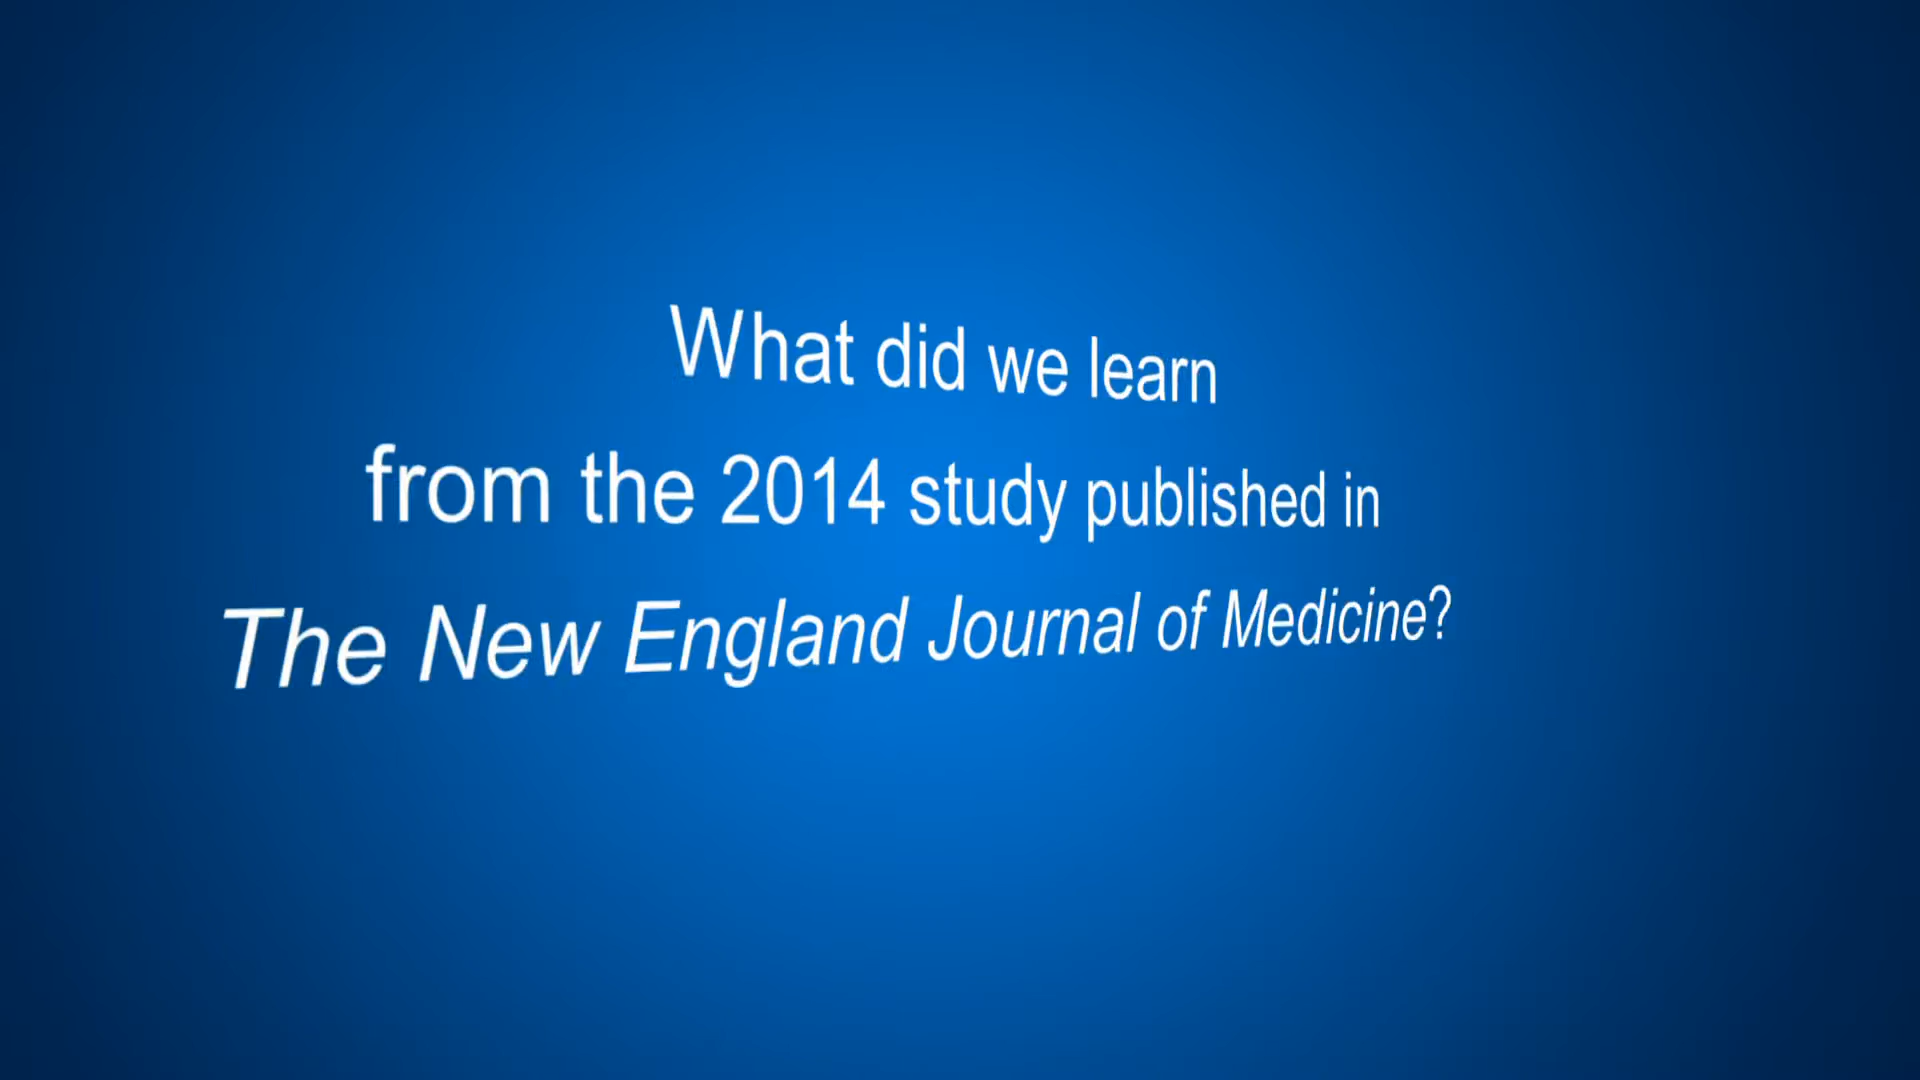 What did we learn
from the 2014 study published in
The New England Journal of Medicine?